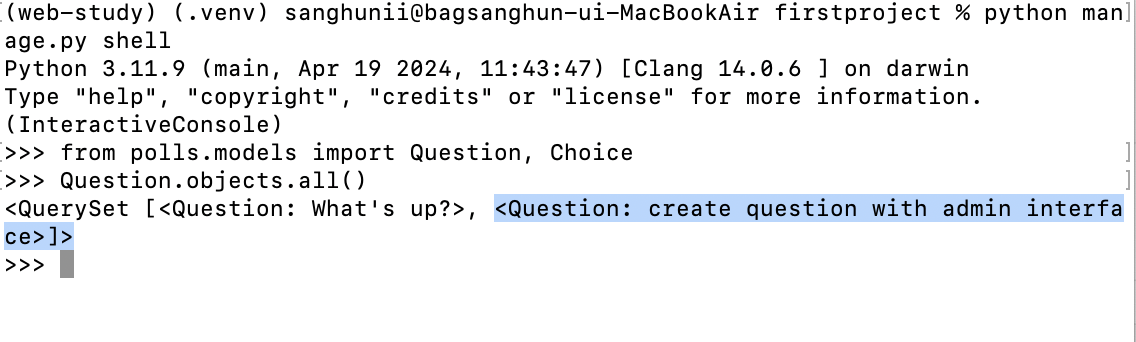 (web-study) (.venv) sanghunii@bagsanghun-ui-MacBookAir firstproject % python man
age.py shell
Python 3.11.9 (main, Apr 19 2024, 11:43:47) [Clang 14.0.6 ] on darwin
Type "help", "copyright", "credits" or "license" for more information.
(InteractiveConsole)
>>> from polls.models import Question, Choice
>>> Question.objects.all()
<QuerySet [<Question: What's up?>, <Question: create question with admin interfa
ce>]>
>>>